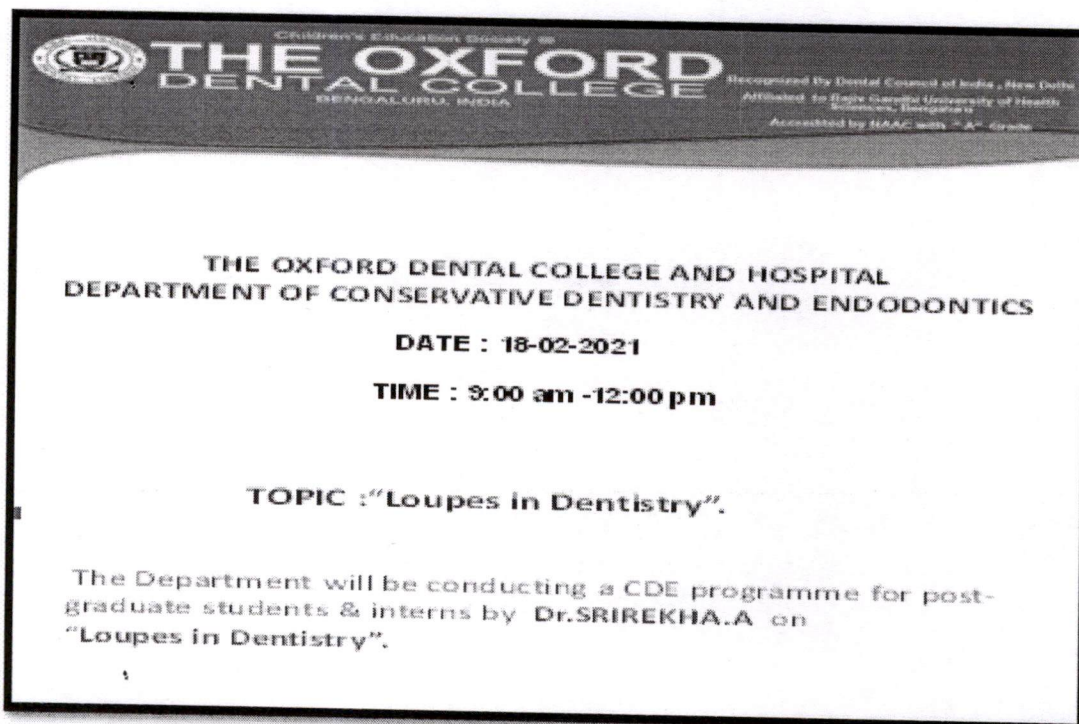 Children's Education Society ®
THE OXFORD
DENTAL COLLEGE
BENGALURU, INDIA
Recognized By Dental Council of India , New Delhi
Affiliated to Rajiv Gandhi University of Health
Sciences, Bengaluru
Accredited by NAAC with "A" Grade
THE OXFORD DENTAL COLLEGE AND HOSPITAL
DEPARTMENT OF CONSERVATIVE DENTISTRY AND ENDODONTICS
DATE : 18-02-2021
TIME : 9:00 am -12:00 pm
TOPIC :"Loupes in Dentistry".
The Department will be conducting a CDE programme for post-
graduate students & interns by Dr.SRIREKHA.A on
"Loupes in Dentistry".